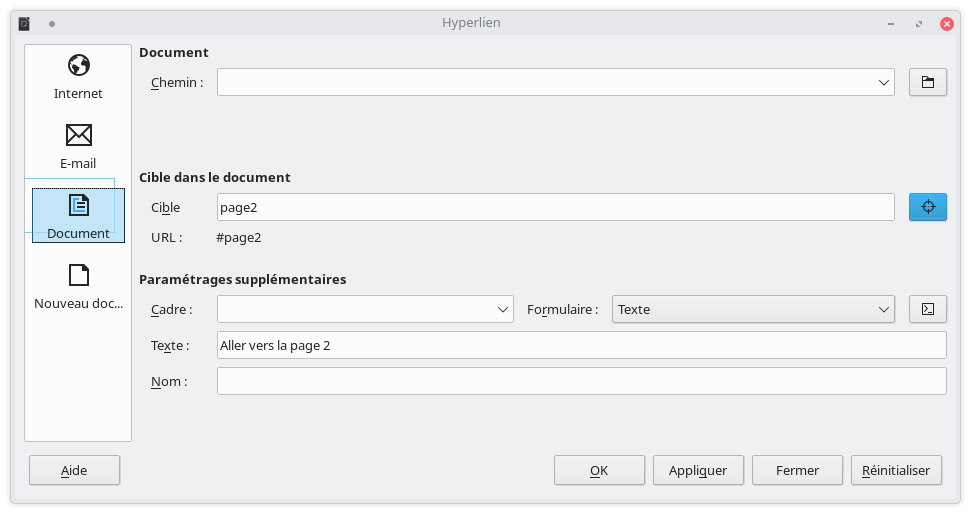 Hyperlien
Internet
E-mail
Document
Nouveau doc...
Document
Chemin :
Cible dans le document
Cible page2
URL : #page2
Paramétrages supplémentaires
Cadre : Formulaire : Texte
Texte : Aller vers la page 2
Nom :
Aide OK Appliquer Fermer Réinitialiser